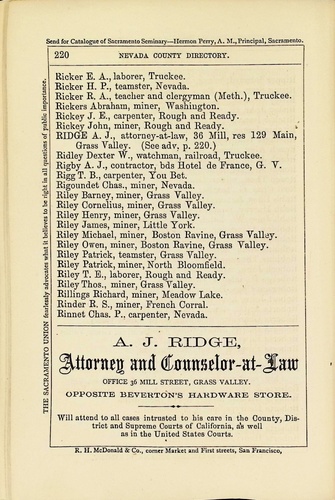 Send for Catalogue of Sacramento Seminary—Hermon Perry, A. M., Principal, Sacramento.
220 NEVADA COUNTY DIRECTORY.
Ricker E. A., laborer, Truckee.
Ricker H. P., teamster, Nevada.
Ricker R. A., teacher and clergyman (Meth.), Truckee.
Rickers Abraham, miner, Washington.
Rickey J. E., carpenter, Rough and Ready.
Rickey John, miner, Rough and Ready.
RIDGE A. J., attorney-at-law, 36 Mill, res 129 Main,
Grass Valley. (See adv. p. 220.)
Ridley Dexter W., watchman, railroad, Truckee.
Rigby A. J., contractor, bds Hotel de France, G. V.
Rigg T. B., carpenter, You Bet.
Rigoundet Chas., miner, Nevada.
Riley Barney, miner, Grass Valley.
Riley Cornelius, miner, Grass Valley.
Riley Henry, miner, Grass Valley.
Riley James, miner, Little York.
Riley Michael, miner, Boston Ravine, Grass Valley.
Riley Owen, miner, Boston Ravine, Grass Valley.
Riley Patrick, teamster, Grass Valley.
Riley Patrick, miner, North Bloomfield.
Riley T. E., laborer, Rough and Ready.
Riley Thos., miner, Grass Valley.
Rillings Richard, miner, Meadow Lake.
Rinder R. S., miner, French Corral.
Rinnet Chas. P., carpenter, Nevada.
A. J. RIDGE,
Attorney and Counselor-at-Law
OFFICE 36 MILL STREET, GRASS VALLEY.
OPPOSITE BEVERTON'S HARDWARE STORE.
Will attend to all cases intrusted to his care in the County, Dis-
trict and Supreme Courts of California, as well
as in the United States Courts.
R. H. McDonald & Co., corner Market and First streets, San Francisco,
THE SACRAMENTO UNION fearlessly advocates what it believes to be right in all questions of public importance.